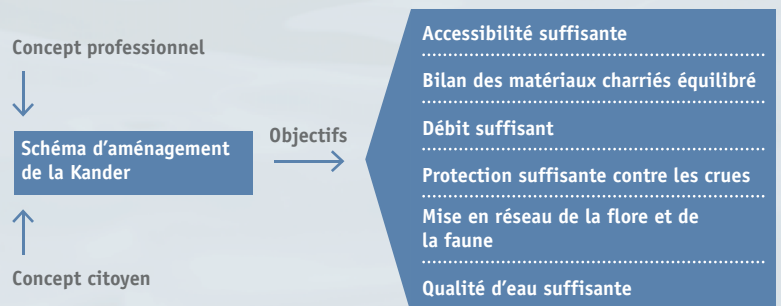 Concept professionnel
Schéma d’aménagement
de la Kander
Concept citoyen
Objectifs
Accessibilité suffisante
Bilan des matériaux charriés équilibré
Débit suffisant
Protection suffisante contre les crues
Mise en réseau de la flore et de
la faune
Qualité d’eau suffisante